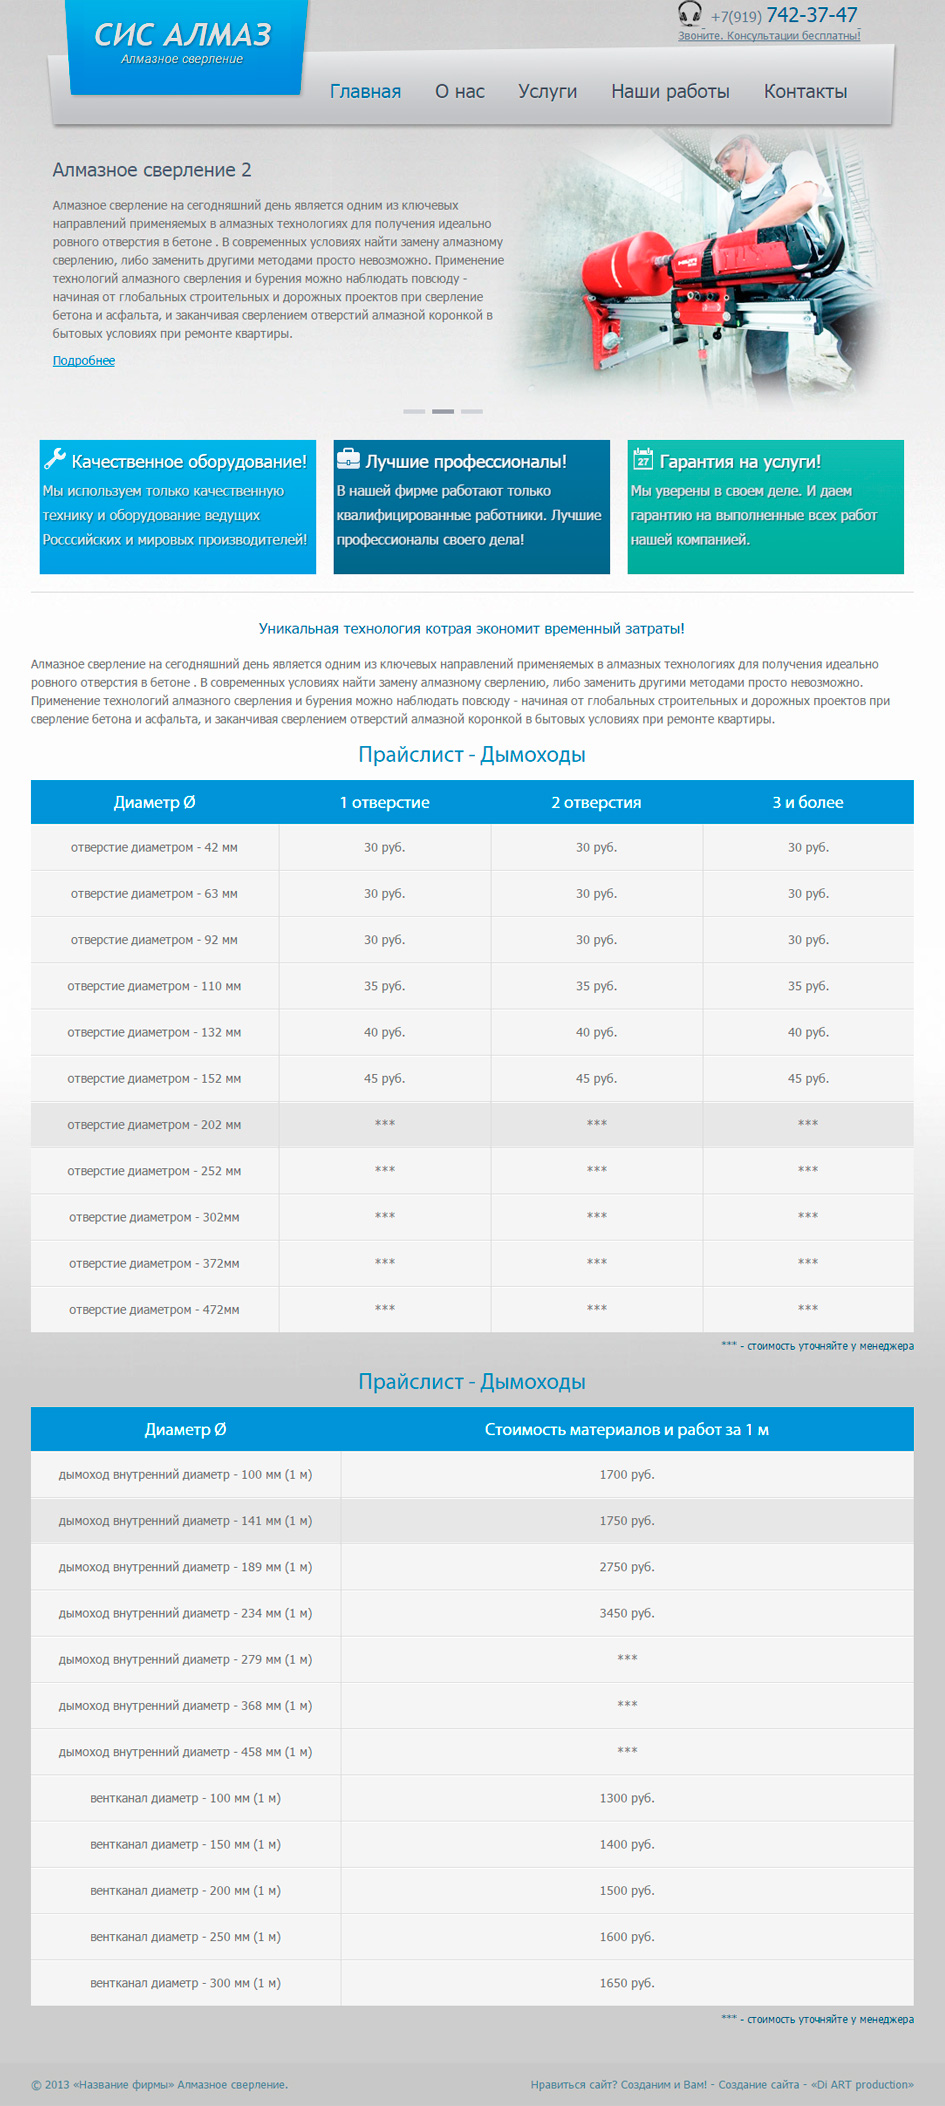 СИС АЛМАЗ
Алмазное сверление
+7(919) 742-37-47
Звоните. Консультации бесплатны!
Главная О нас Услуги Наши работы Контакты
Алмазное сверление 2
Алмазное сверление на сегодняшний день является одним из ключевых
направлений применяемых в алмазных технологиях для получения идеально
ровного отверстия в бетоне . В современных условиях найти замену алмазному
сверлению, либо заменить другими методами просто невозможно. Применение
технологий алмазного сверления и бурения можно наблюдать повсюду -
начиная от глобальных строительных и дорожных проектов при сверление
бетона и асфальта, и заканчивая сверлением отверстий алмазной коронкой в
бытовых условиях при ремонте квартиры.
Подробнее
Качественное оборудование!
Мы используем только качественную
технику и оборудование ведущих
Росссийских и мировых производителей!
Лучшие профессионалы!
В нашей фирме работают только
квалифицированные работники. Лучшие
профессионалы своего дела!
27 Гарантия на услуги!
Мы уверены в своем деле. И даем
гарантию на выполненные всех работ
нашей компанией.
Уникальная технология котрая экономит временный затраты!
Алмазное сверление на сегодняшний день является одним из ключевых направлений применяемых в алмазных технологиях для получения идеально
ровного отверстия в бетоне . В современных условиях найти замену алмазному сверлению, либо заменить другими методами просто невозможно.
Применение технологий алмазного сверления и бурения можно наблюдать повсюду - начиная от глобальных строительных и дорожных проектов при
сверление бетона и асфальта, и заканчивая сверлением отверстий алмазной коронкой в бытовых условиях при ремонте квартиры.
Прайслист - Дымоходы
Диаметр Ø 1 отверстие 2 отверстия 3 и более
отверстие диаметром - 42 мм 30 руб. 30 руб. 30 руб.
отверстие диаметром - 63 мм 30 руб. 30 руб. 30 руб.
отверстие диаметром - 92 мм 30 руб. 30 руб. 30 руб.
отверстие диаметром - 110 мм 35 руб. 35 руб. 35 руб.
отверстие диаметром - 132 мм 40 руб. 40 руб. 40 руб.
отверстие диаметром - 152 мм 45 руб. 45 руб. 45 руб.
отверстие диаметром - 202 мм *** *** ***
отверстие диаметром - 252 мм *** *** ***
отверстие диаметром - 302мм *** *** ***
отверстие диаметром - 372мм *** *** ***
отверстие диаметром - 472мм *** *** ***
*** - стоимость уточняйте у менеджера
Прайслист - Дымоходы
Диаметр Ø Стоимость материалов и работ за 1 м
дымоход внутренний диаметр - 100 мм (1 м) 1700 руб.
дымоход внутренний диаметр - 141 мм (1 м) 1750 руб.
дымоход внутренний диаметр - 189 мм (1 м) 2750 руб.
дымоход внутренний диаметр - 234 мм (1 м) 3450 руб.
дымоход внутренний диаметр - 279 мм (1 м) ***
дымоход внутренний диаметр - 368 мм (1 м) ***
дымоход внутренний диаметр - 458 мм (1 м) ***
вентканал диаметр - 100 мм (1 м) 1300 руб.
вентканал диаметр - 150 мм (1 м) 1400 руб.
вентканал диаметр - 200 мм (1 м) 1500 руб.
вентканал диаметр - 250 мм (1 м) 1600 руб.
вентканал диаметр - 300 мм (1 м) 1650 руб.
*** - стоимость уточняйте у менеджера
© 2013 «Название фирмы» Алмазное сверление. Нравиться сайт? Созданим и Вам! - Создание сайта - «Di ART production»